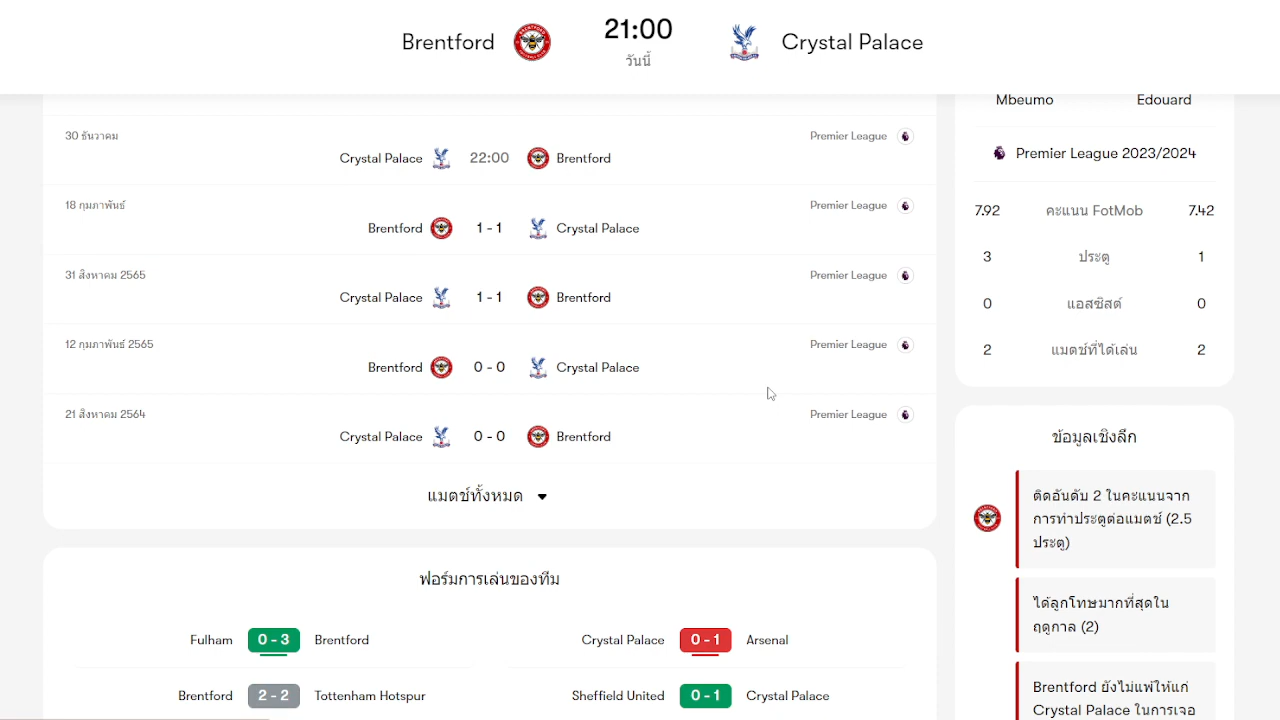 Brentford 21:00 Crystal Palace
วันนี้
30 ธันวาคม Premier League
Crystal Palace 22:00 Brentford
18 กุมภาพันธ์ Premier League
Brentford 1 - 1 Crystal Palace
31 สิงหาคม 2565 Premier League
Crystal Palace 1 - 1 Brentford
12 กุมภาพันธ์ 2565 Premier League
Brentford 0 - 0 Crystal Palace
21 สิงหาคม 2564 Premier League
Crystal Palace 0 - 0 Brentford
แมตช์ทั้งหมด
ฟอร์มการเล่นของทีม
Fulham 0 - 3 Brentford
Crystal Palace 0 - 1 Arsenal
Brentford 2 - 2 Tottenham Hotspur
Sheffield United 0 - 1 Crystal Palace
Mbeumo Edouard
Premier League 2023/2024
7.92 คะแนน FotMob 7.42
3 ประตู 1
0 แอสซิสต์ 0
2 แมตช์ที่ได้เล่น 2
ข้อมูลเชิงลึก
ติดอันดับ 2 ในคะแนนจาก
การทำประตูต่อแมตช์ (2.5
ประตู)
ได้ลูกโทษมากที่สุดใน
ฤดูกาล (2)
Brentford ยังไม่แพ้ให้แก่
Crystal Palace ในการเจอ